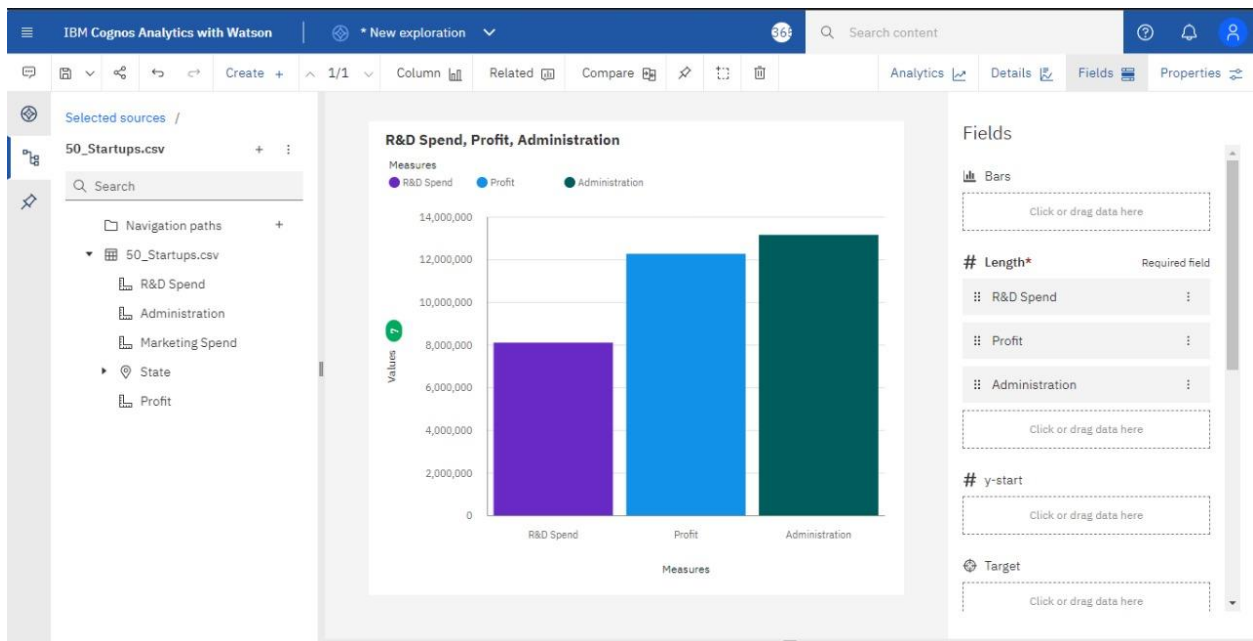 IBM Cognos Analytics with Watson
* New exploration
Search content
Create +
1/1
Column
Related
Compare
Analytics
Details
Fields
Properties
Selected sources /
50_Startups.csv
Search
Navigation paths
50_Startups.csv
R&D Spend
Administration
Marketing Spend
State
Profit
R&D Spend, Profit, Administration
Measures
R&D Spend Profit Administration
14,000,000
12,000,000
10,000,000
8,000,000
6,000,000
4,000,000
2,000,000
0
Values 7
R&D Spend Profit Administration
Measures
Fields
Bars
Click or drag data here
# Length* Required field
R&D Spend
Profit
Administration
Click or drag data here
# y-start
Click or drag data here
Target
Click or drag data here